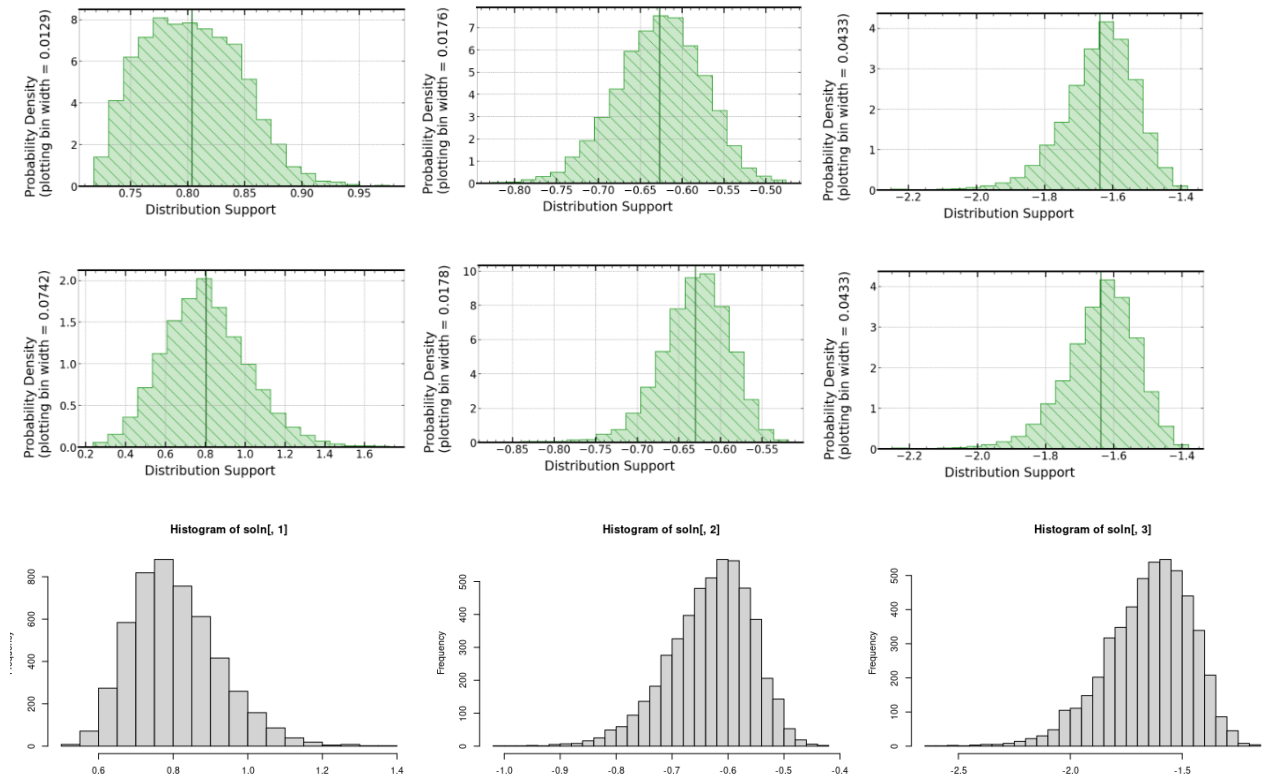 Probability Density
(plotting bin width = 0.0129)
8
6
4
2
0
0.75 0.80 0.85 0.90 0.95
Distribution Support
Probability Density
(plotting bin width = 0.0176)
7
6
5
4
3
2
1
0
−0.80 −0.75 −0.70 −0.65 −0.60 −0.55 −0.50
Distribution Support
Probability Density
(plotting bin width = 0.0433)
4
3
2
1
0
−2.2 −2.0 −1.8 −1.6 −1.4
Distribution Support
Probability Density
(plotting bin width = 0.0742)
2.0
1.5
1.0
0.5
0.0
0.2 0.4 0.6 0.8 1.0 1.2 1.4 1.6
Distribution Support
Probability Density
(plotting bin width = 0.0178)
10
8
6
4
2
0
−0.85 −0.80 −0.75 −0.70 −0.65 −0.60 −0.55
Distribution Support
Probability Density
(plotting bin width = 0.0433)
4
3
2
1
0
−2.2 −2.0 −1.8 −1.6 −1.4
Distribution Support
Histogram of soln[, 1]
800
600
400
200
0
0.6 0.8 1.0 1.2 1.4
Histogram of soln[, 2]
Frequency
500
400
300
200
100
0
-1.0 -0.9 -0.8 -0.7 -0.6 -0.5 -0.4
Histogram of soln[, 3]
Frequency
500
400
300
200
100
0
-2.5 -2.0 -1.5